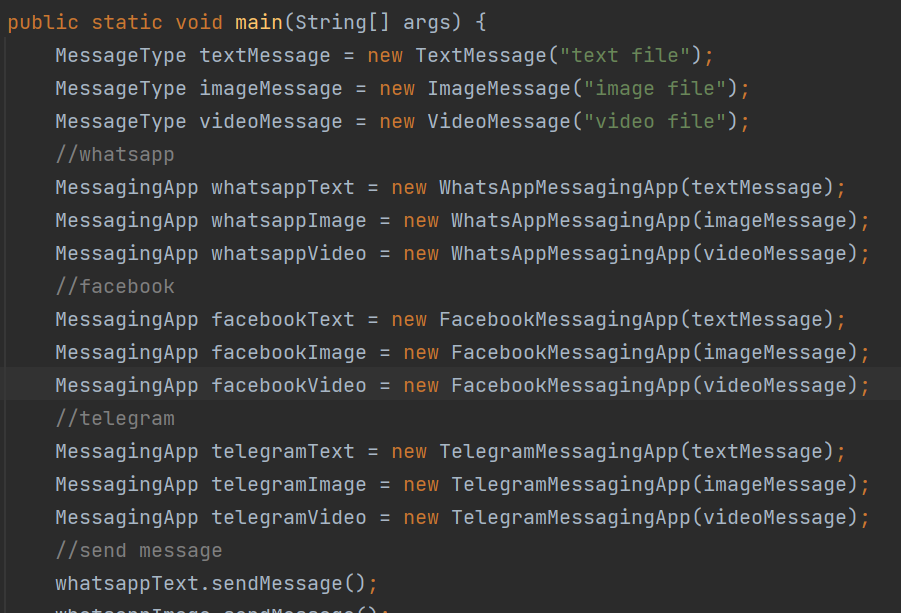 public static void main(String[] args) {
    MessageType textMessage = new TextMessage("text file");
    MessageType imageMessage = new ImageMessage("image file");
    MessageType videoMessage = new VideoMessage("video file");
    //whatsapp
    MessagingApp whatsappText = new WhatsAppMessagingApp(textMessage);
    MessagingApp whatsappImage = new WhatsAppMessagingApp(imageMessage);
    MessagingApp whatsappVideo = new WhatsAppMessagingApp(videoMessage);
    //facebook
    MessagingApp facebookText = new FacebookMessagingApp(textMessage);
    MessagingApp facebookImage = new FacebookMessagingApp(imageMessage);
    MessagingApp facebookVideo = new FacebookMessagingApp(videoMessage);
    //telegram
    MessagingApp telegramText = new TelegramMessagingApp(textMessage);
    MessagingApp telegramImage = new TelegramMessagingApp(imageMessage);
    MessagingApp telegramVideo = new TelegramMessagingApp(videoMessage);
    //send message
    whatsappText.sendMessage();
    whatsappImage.sendMessage();